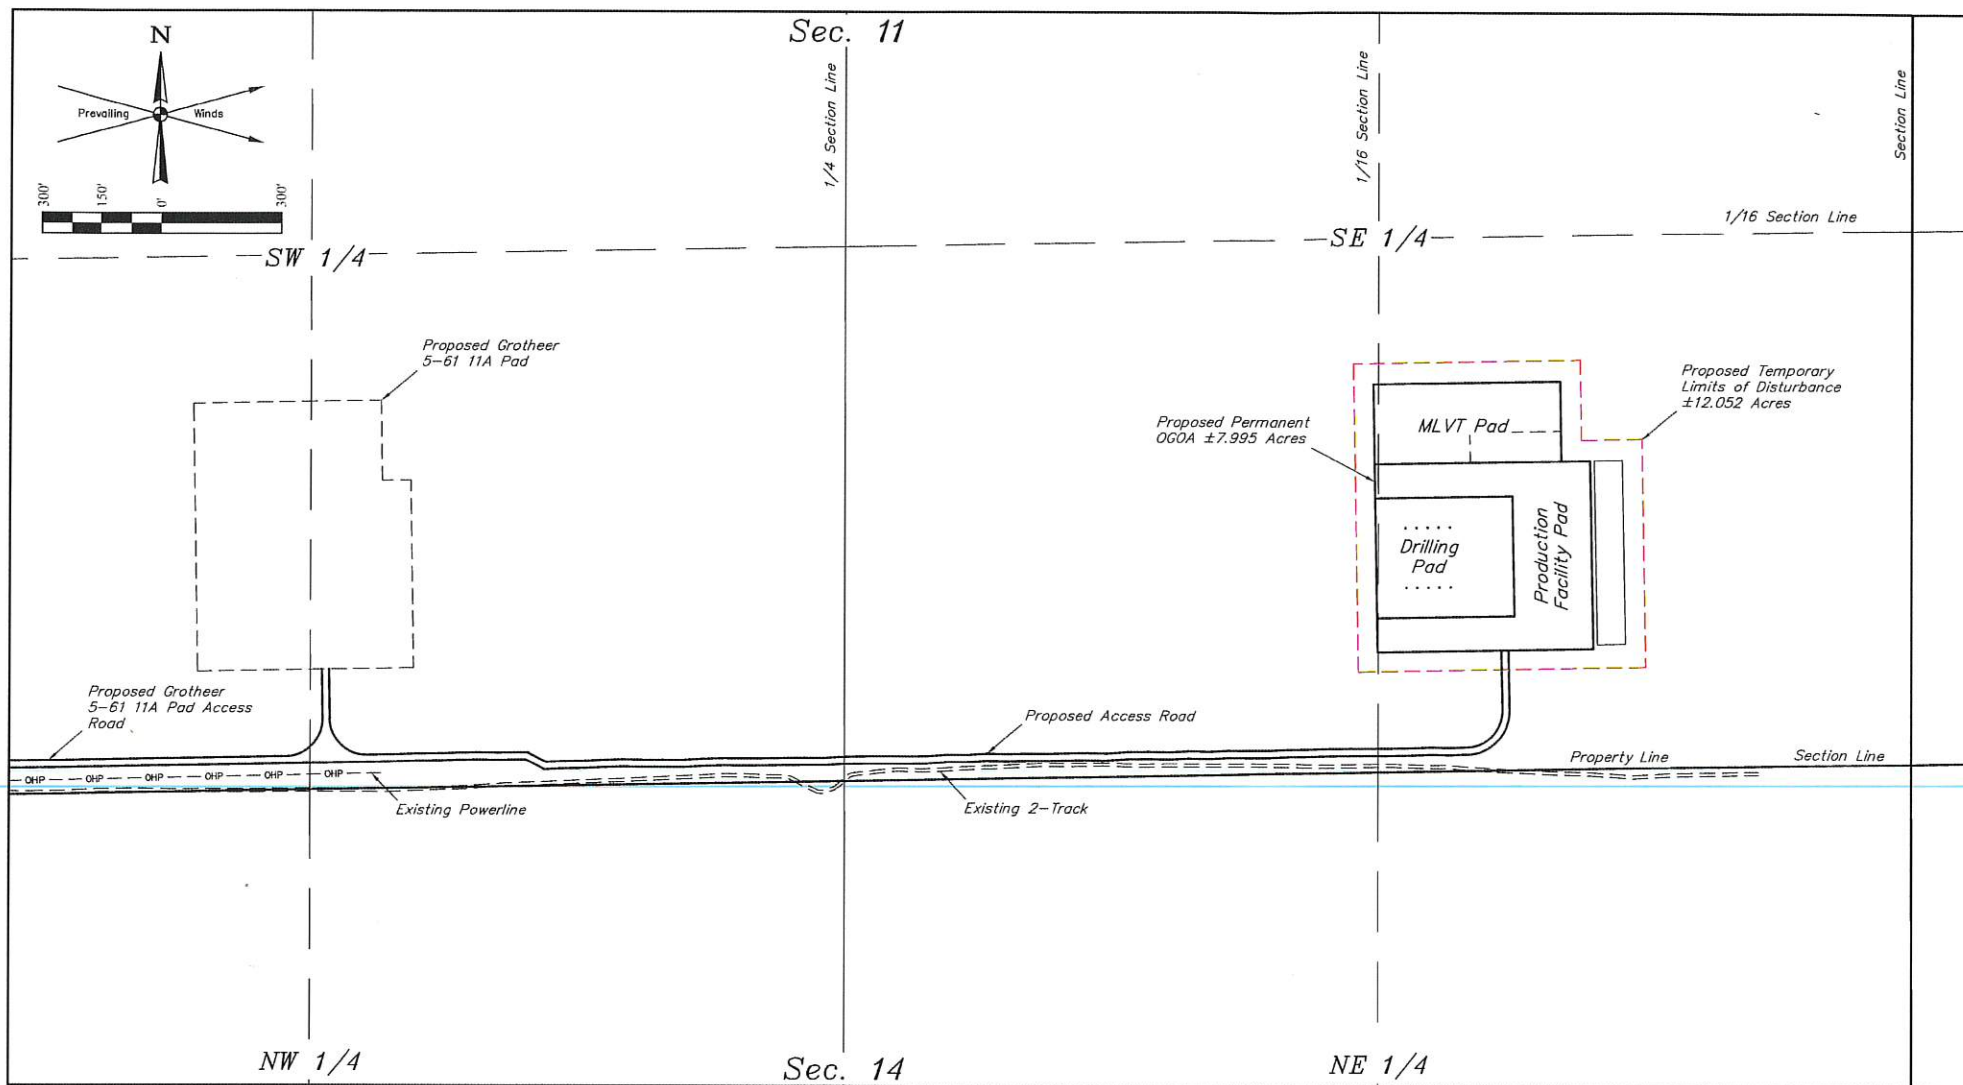 Sec. 11
N
Prevailing
Winds
300'
150'
0'
300'
1/4 Section Line
1/16 Section Line
Section Line
1/16 Section Line
SW 1/4
SE 1/4
Proposed Grotheer
5-61 11A Pad
Proposed Temporary
Limits of Disturbance
±12.052 Acres
Proposed Permanent
OGOA ±7.995 Acres
MLVT Pad
Drilling
Pad
Production
Facility Pad
Proposed Grotheer
5-61 11A Pad Access
Road
Proposed Access Road
Property Line
Section Line
OHP OHP OHP OHP OHP OHP
Existing Powerline
Existing 2-Track
NW 1/4
Sec. 14
NE 1/4